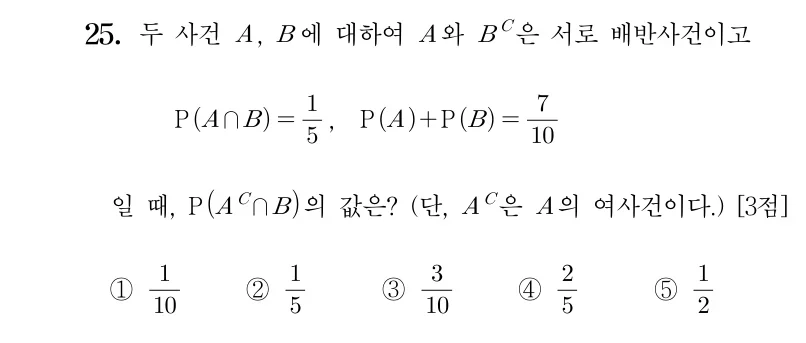 25. 두 사건 A, B에 대하여 A와 B^C은 서로 배반사건이고
P(A∩B) = 1/5, P(A)+P(B) = 7/10
일 때, P(A^C∩B)의 값은? (단, A^C은 A의 여사건이다.) [3점]
① 1/10 ② 1/5 ③ 3/10 ④ 2/5 ⑤ 1/2